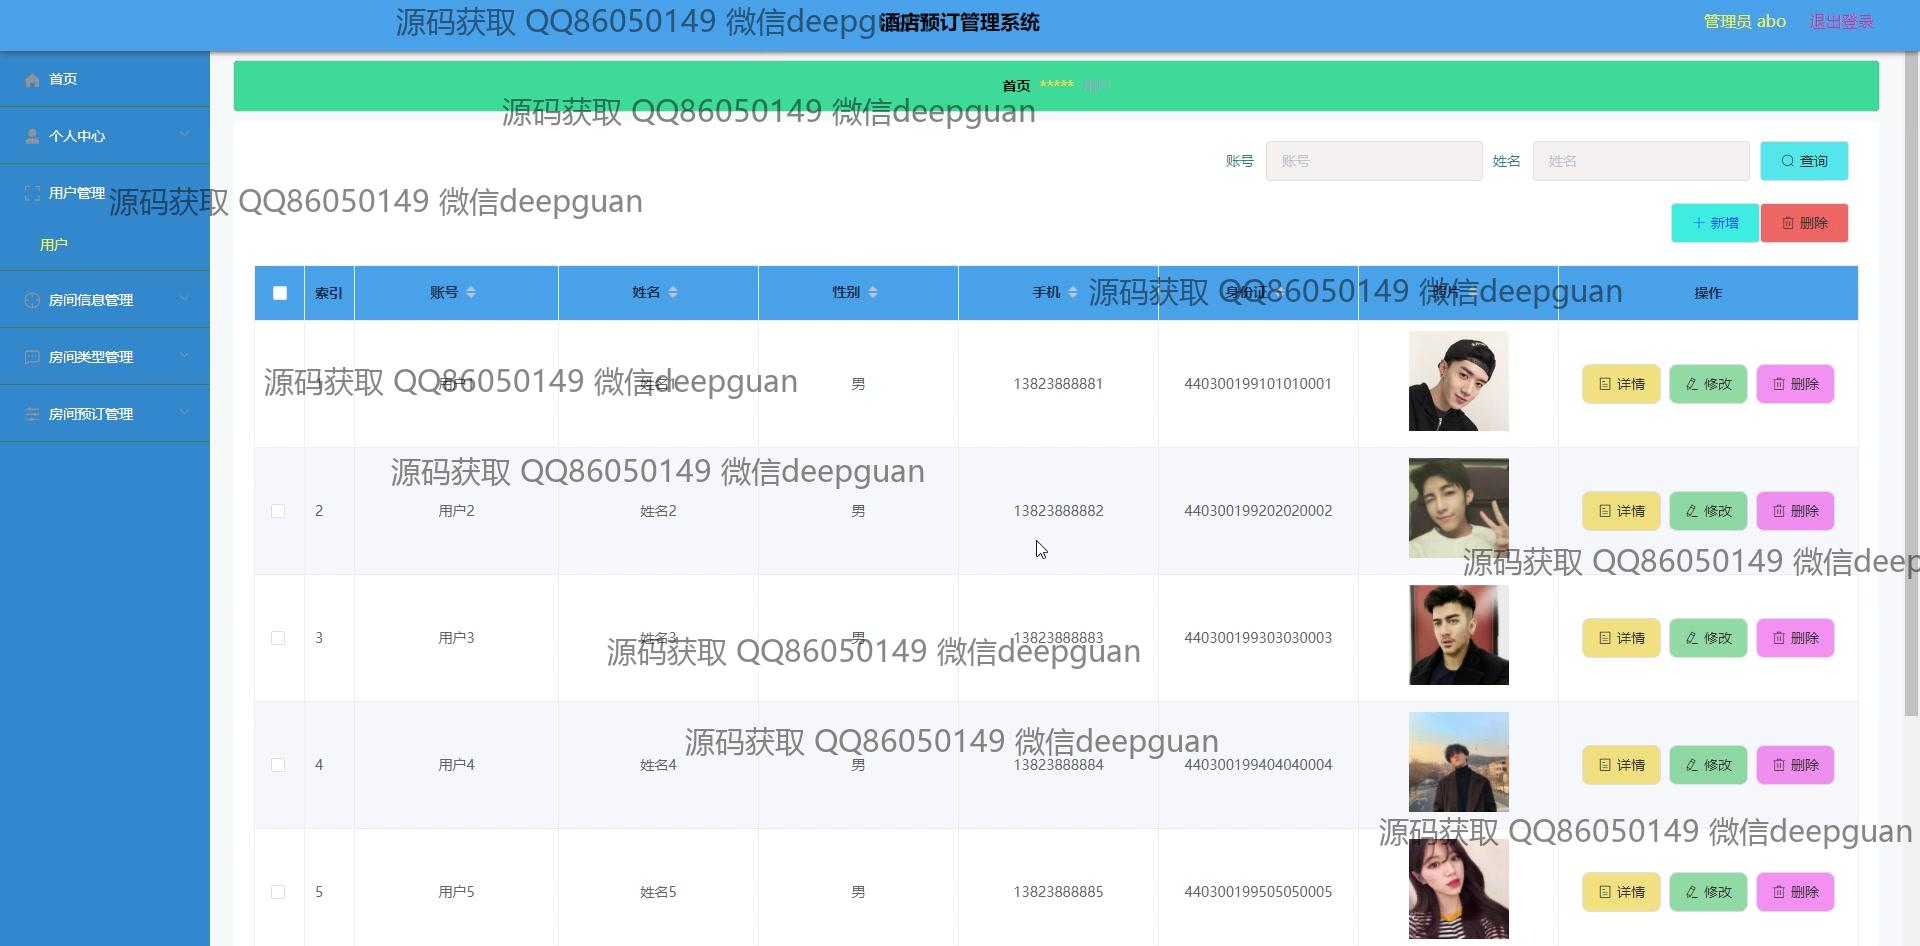 源码获取 QQ86050149 微信deepguan
酒店预订管理系统
管理员 abo 退出登录
首页
个人中心
用户管理
用户
房间信息管理
房间类型管理
房间预订管理
首页 ***** 用户
源码获取 QQ86050149 微信deepguan
账号 账号 姓名 姓名 查询
源码获取 QQ86050149 微信deepguan
新增 删除
索引 账号 姓名 性别 手机 身份证 照片 操作
源码获取 QQ86050149 微信deepguan
1 用户1 姓名1 男 13823888881 440300199101010001 详情 修改 删除
源码获取 QQ86050149 微信deepguan
源码获取 QQ86050149 微信deepguan
2 用户2 姓名2 男 13823888882 440300199202020002 详情 修改 删除
源码获取 QQ86050149 微信deep
3 用户3 姓名3 男 13823888883 440300199303030003 详情 修改 删除
源码获取 QQ86050149 微信deepguan
源码获取 QQ86050149 微信deepguan
4 用户4 姓名4 男 13823888884 440300199404040004 详情 修改 删除
源码获取 QQ86050149 微信deepguan
5 用户5 姓名5 男 13823888885 440300199505050005 详情 修改 删除